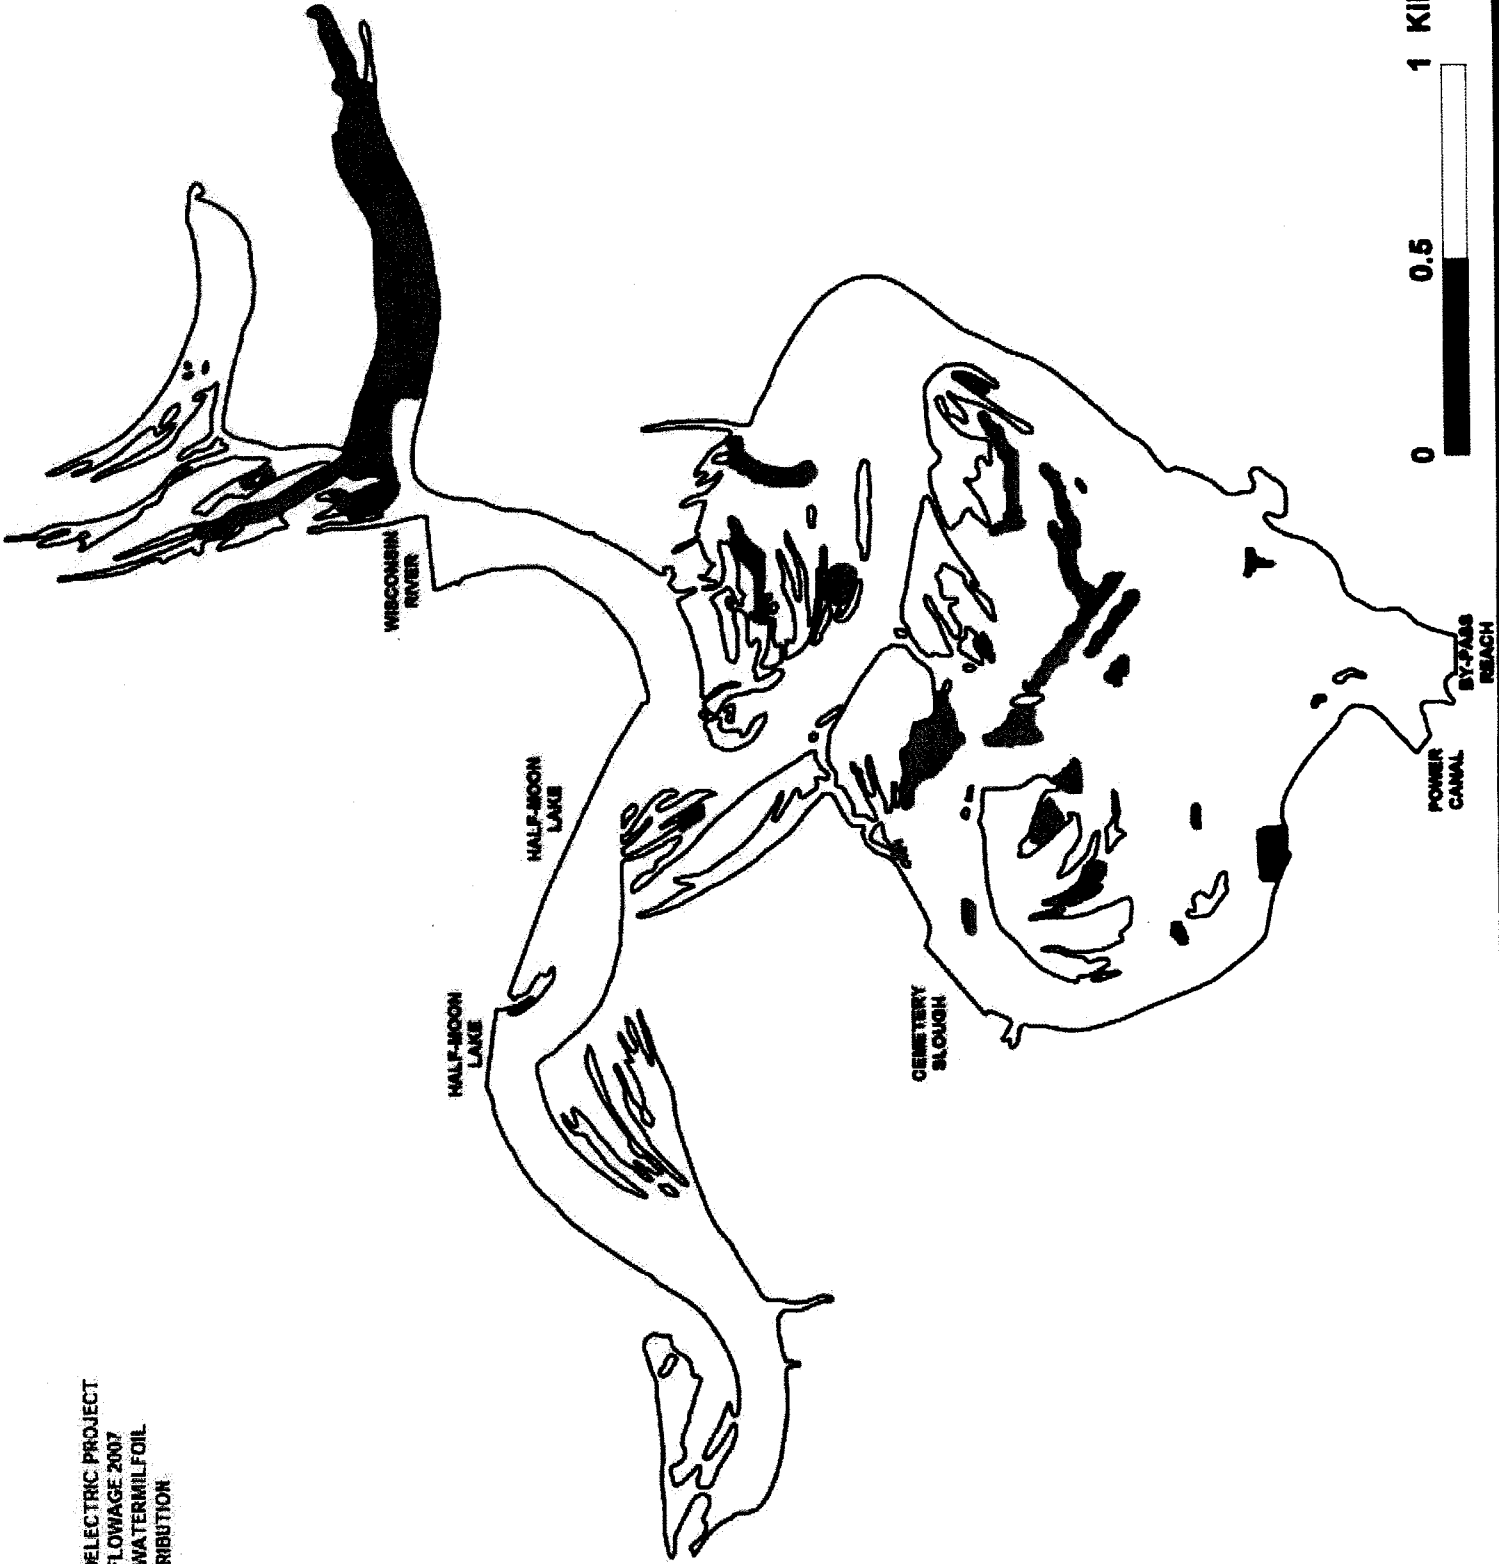 ELECTRIC PROJECT
FLOWAGE 2007
WATERMILFOIL
RIBUTION
WISCONSIN
RIVER
HALF-MOON
LAKE
HALF-MOON
LAKE
CEMETERY
SLOUGH
POWER
CANAL
BY-PASS
REACH
0 0.5 1 KI